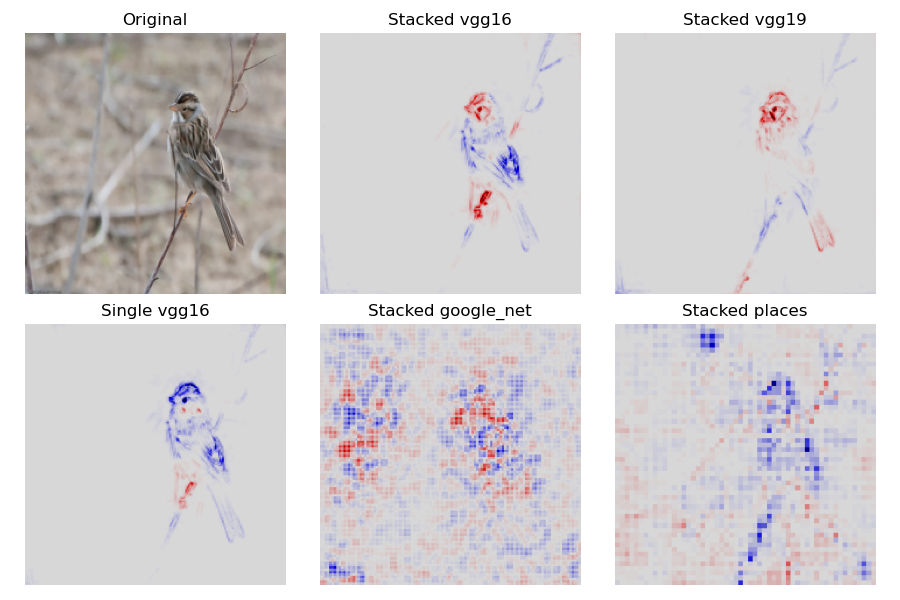 Original
Stacked vgg16
Stacked vgg19
Single vgg16
Stacked google_net
Stacked places